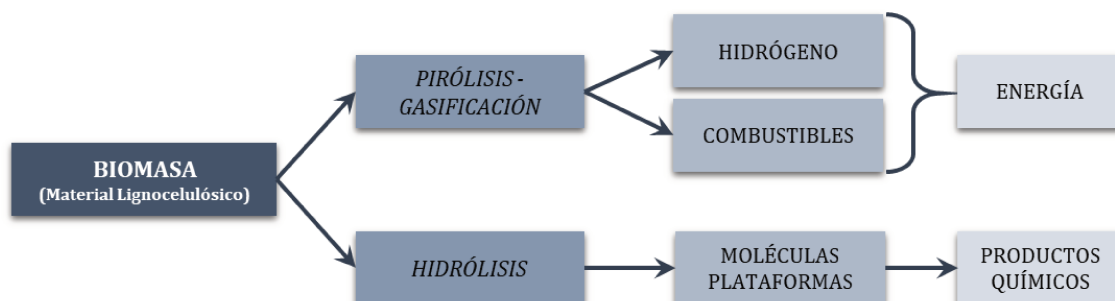 BIOMASA
(Material Lignocelulósico)
PIRÓLISIS -
GASIFICACIÓN
HIDRÓGENO
COMBUSTIBLES
ENERGÍA
HIDRÓLISIS
MOLÉCULAS
PLATAFORMAS
PRODUCTOS
QUÍMICOS